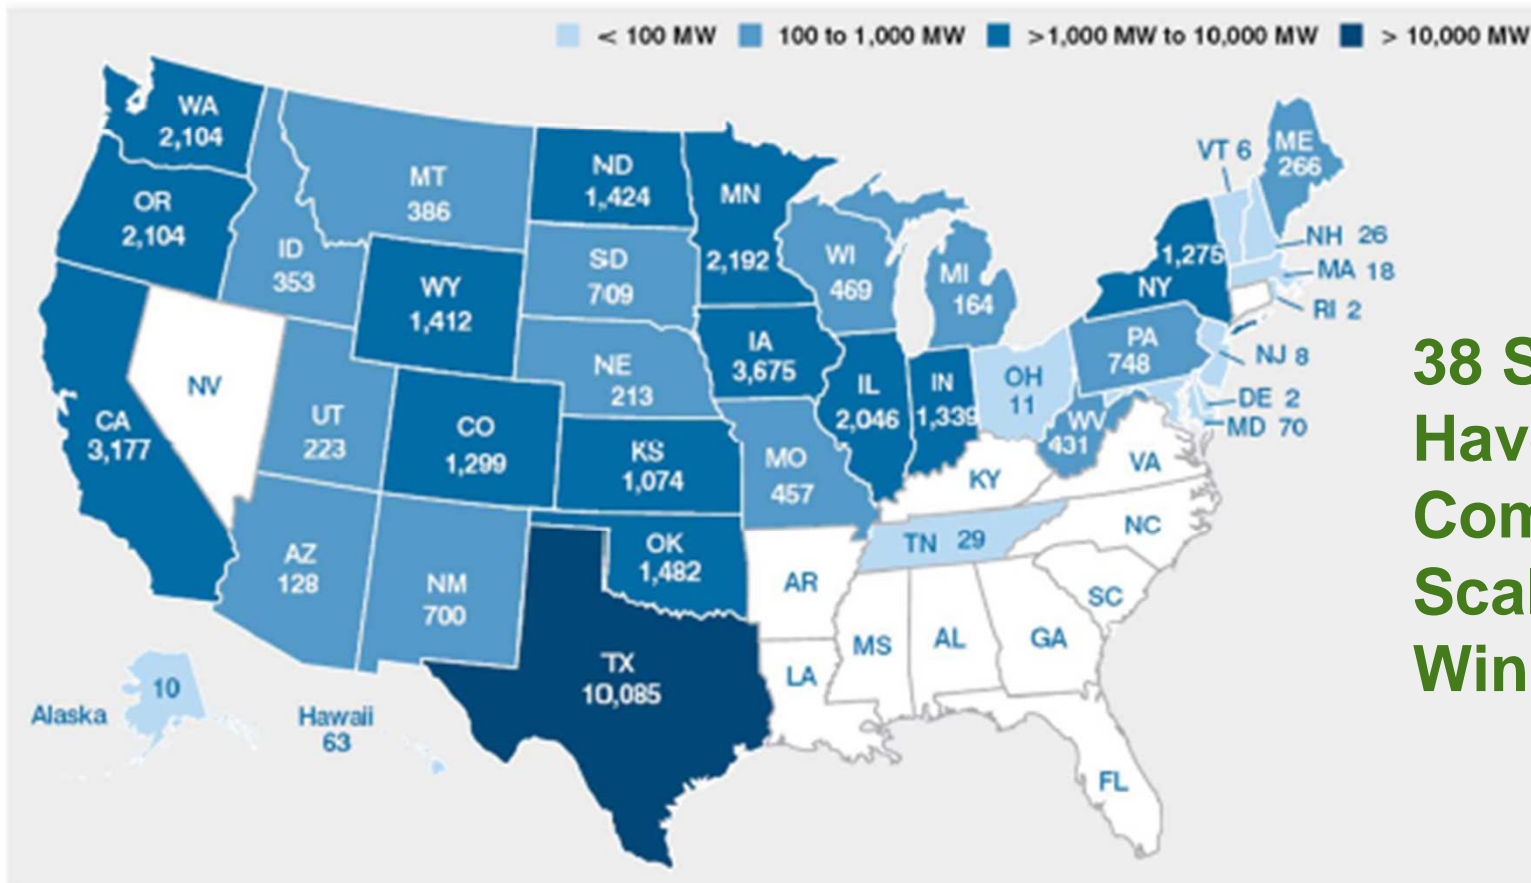 < 100 MW 100 to 1,000 MW >1,000 MW to 10,000 MW > 10,000 MW
WA
2,104
OR
2,104
CA
3,177
NV
ID
353
MT
386
WY
1,412
UT
223
AZ
128
CO
1,299
NM
700
ND
1,424
SD
709
NE
213
KS
1,074
OK
1,482
TX
10,085
MN
2,192
IA
3,675
MO
457
AR
LA
WI
469
IL
2,046
MI
164
IN
1,339
OH
11
KY
TN 29
MS
AL
GA
FL
SC
NC
VA
WV
431
PA
748
1,275
NY
VT 6
ME
266
NH 26
MA 18
RI 2
NJ 8
DE 2
MD 70
Alaska
10
Hawaii
63
38 S
Hav
Com
Scal
Win